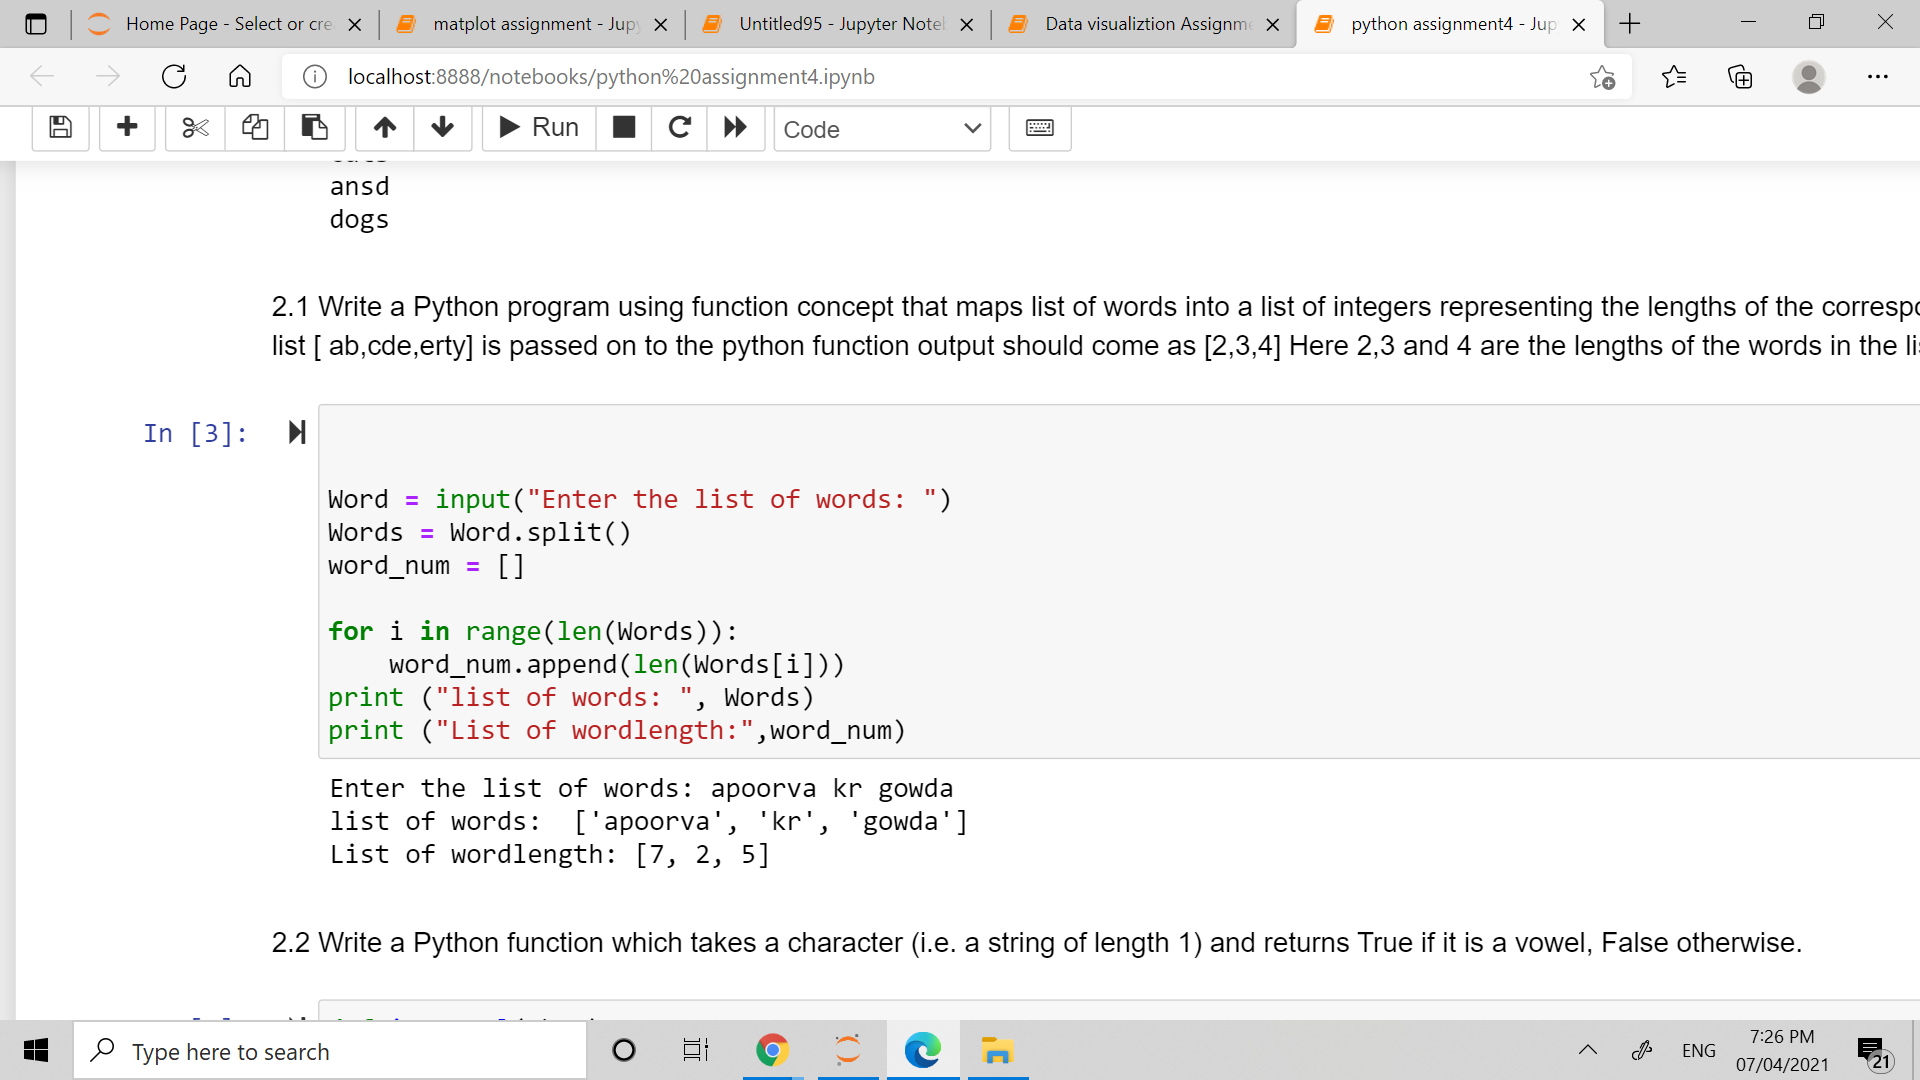 Home Page - Select or cre
matplot assignment - Jupy
Untitled95 - Jupyter Noteb
Data visualiztion Assignme
python assignment4 - Jup
localhost:8888/notebooks/python%20assignment4.ipynb
Run
Code
ansd
dogs
2.1 Write a Python program using function concept that maps list of words into a list of integers representing the lengths of the correspo
list [ ab,cde,erty] is passed on to the python function output should come as [2,3,4] Here 2,3 and 4 are the lengths of the words in the lis
In [3]:
Word = input("Enter the list of words: ")
Words = Word.split()
word_num = []
for i in range(len(Words)):
    word_num.append(len(Words[i]))
print ("list of words: ", Words)
print ("List of wordlength:",word_num)
Enter the list of words: apoorva kr gowda
list of words:  ['apoorva', 'kr', 'gowda']
List of wordlength: [7, 2, 5]
2.2 Write a Python function which takes a character (i.e. a string of length 1) and returns True if it is a vowel, False otherwise.
Type here to search
ENG
7:26 PM
07/04/2021
21